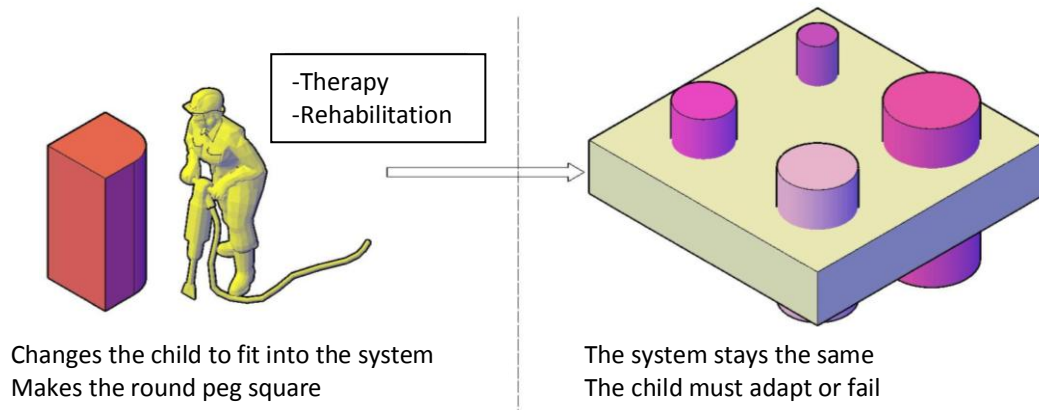 -Therapy
-Rehabilitation
Changes the child to fit into the system
Makes the round peg square
The system stays the same
The child must adapt or fail